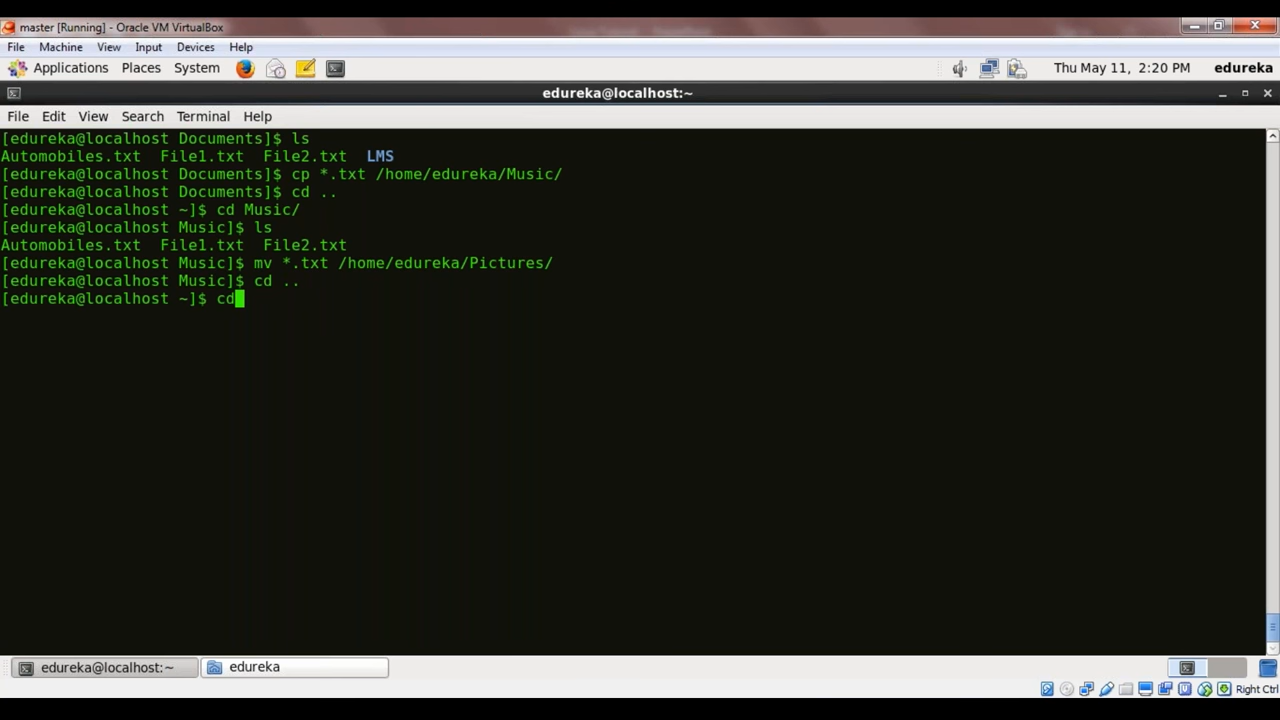 master [Running] - Oracle VM VirtualBox
File Machine View Input Devices Help
Applications Places System Thu May 11, 2:20 PM edureka
edureka@localhost:~
File Edit View Search Terminal Help
[edureka@localhost Documents]$ ls
Automobiles.txt File1.txt File2.txt LMS
[edureka@localhost Documents]$ cp *.txt /home/edureka/Music/
[edureka@localhost Documents]$ cd ..
[edureka@localhost ~]$ cd Music/
[edureka@localhost Music]$ ls
Automobiles.txt File1.txt File2.txt
[edureka@localhost Music]$ mv *.txt /home/edureka/Pictures/
[edureka@localhost Music]$ cd ..
[edureka@localhost ~]$ cd
edureka@localhost:~ edureka
Right Ctrl